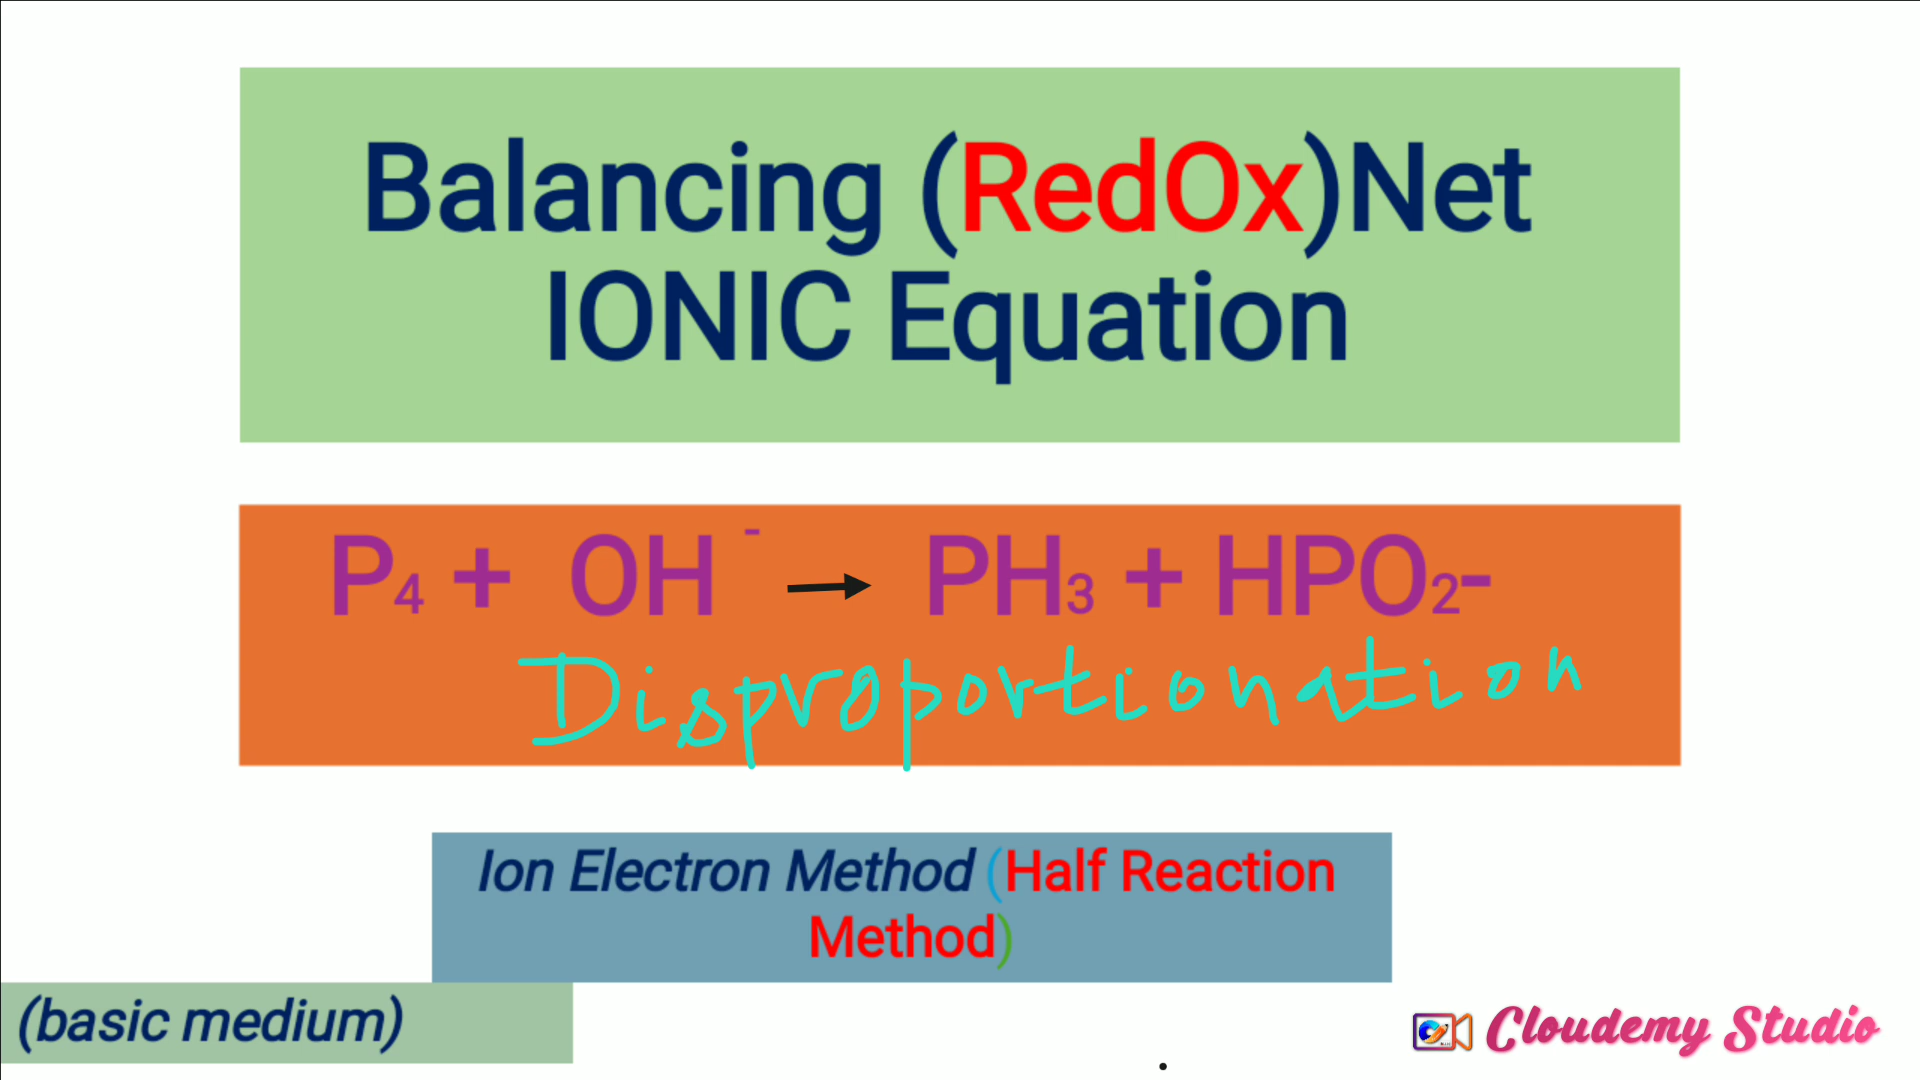 Balancing (RedOx)Net
IONIC Equation
P₄ + OH ⁻ → PH₃ + HPO₂-
Disproportionation
Ion Electron Method (Half Reaction
Method)
(basic medium)
Cloudemy Studio